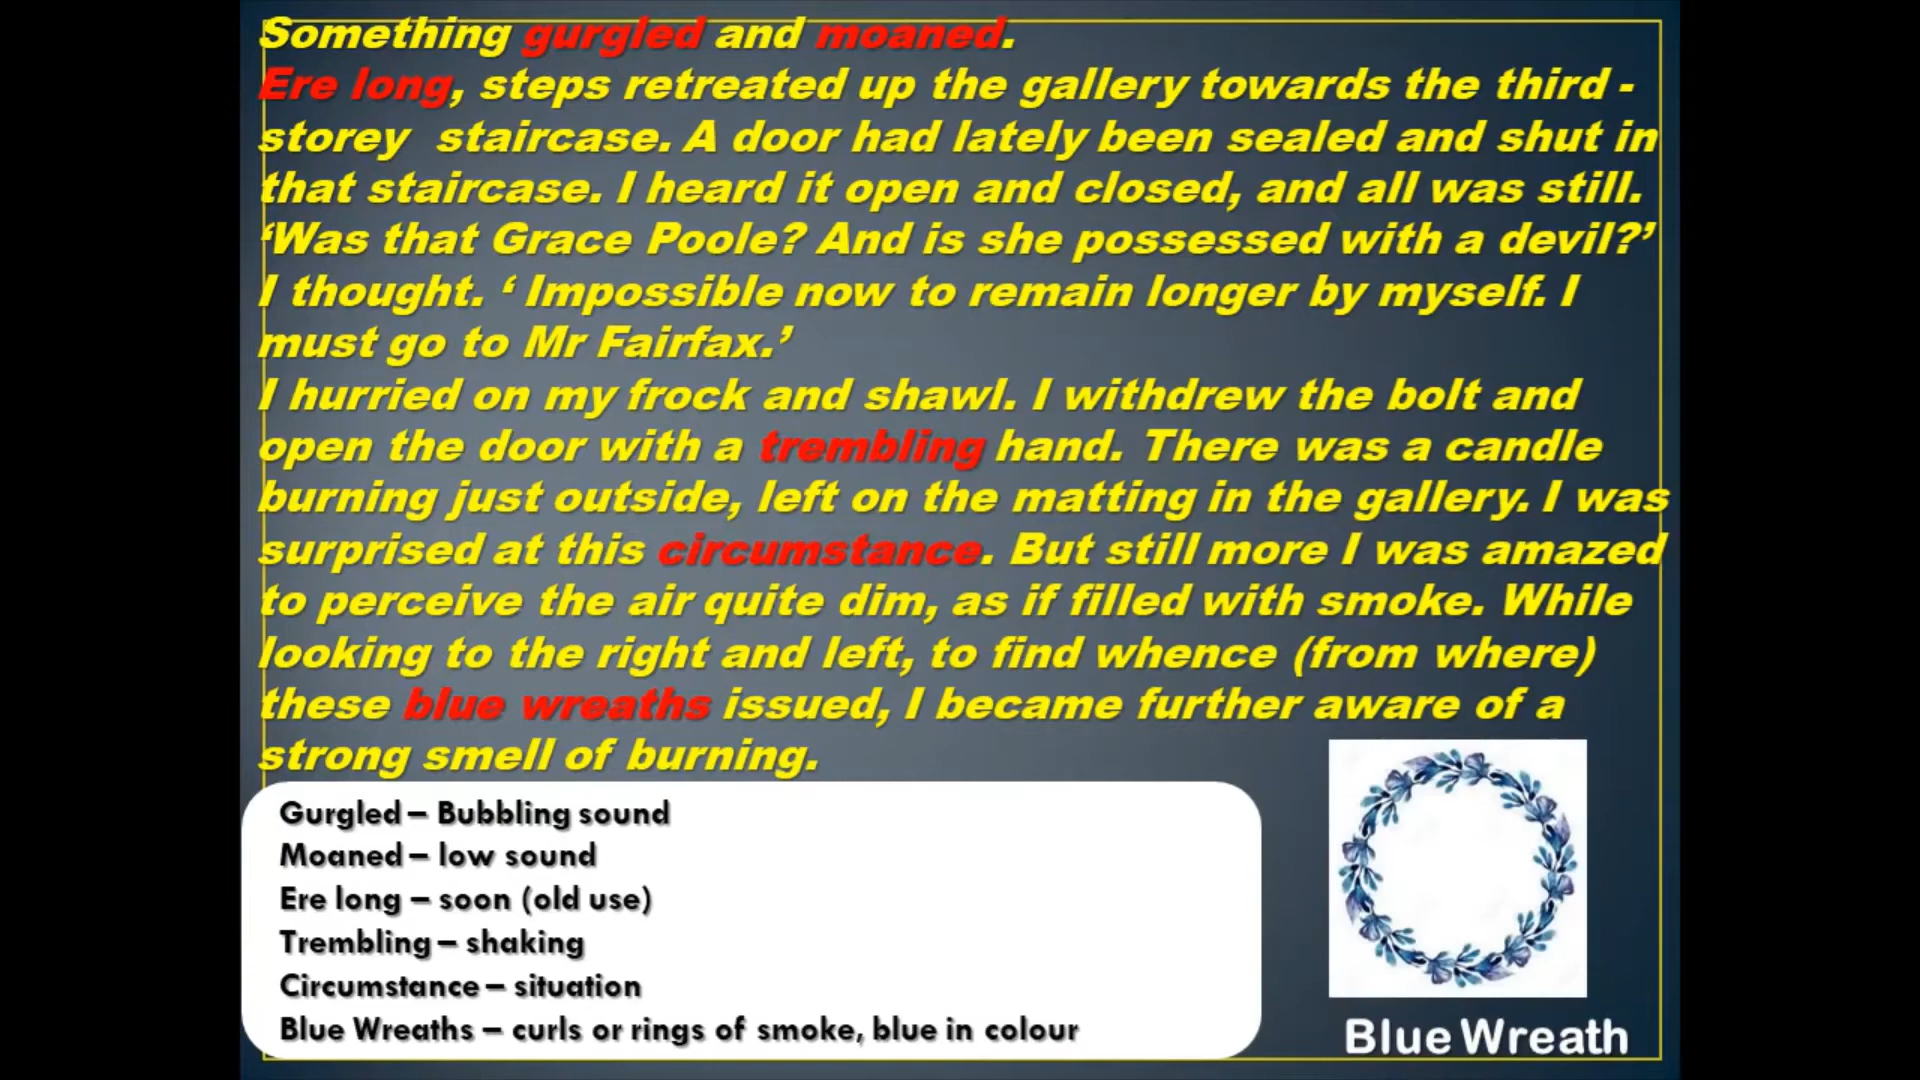 Something gurgled and moaned.
Ere long, steps retreated up the gallery towards the third -
storey staircase. A door had lately been sealed and shut in
that staircase. I heard it open and closed, and all was still.
‘Was that Grace Poole? And is she possessed with a devil?’
I thought. ‘ Impossible now to remain longer by myself. I
must go to Mr Fairfax.’
I hurried on my frock and shawl. I withdrew the bolt and
open the door with a trembling hand. There was a candle
burning just outside, left on the matting in the gallery. I was
surprised at this circumstance. But still more I was amazed
to perceive the air quite dim, as if filled with smoke. While
looking to the right and left, to find whence (from where)
these blue wreaths issued, I became further aware of a
strong smell of burning.
Gurgled – Bubbling sound
Moaned – low sound
Ere long – soon (old use)
Trembling – shaking
Circumstance – situation
Blue Wreaths – curls or rings of smoke, blue in colour
Blue Wreath